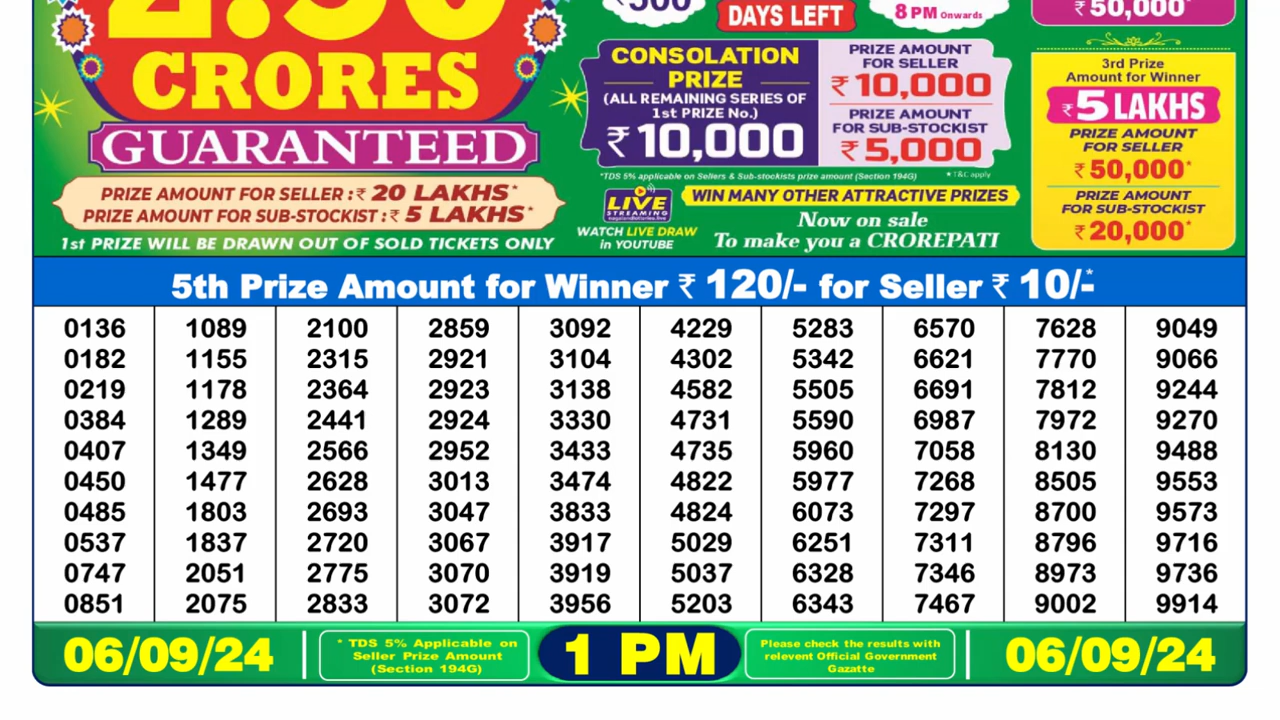 2.50
CRORES
GUARANTEED
PRIZE AMOUNT FOR SELLER : ₹ 20 LAKHS*
PRIZE AMOUNT FOR SUB-STOCKIST : ₹ 5 LAKHS*
1st PRIZE WILL BE DRAWN OUT OF SOLD TICKETS ONLY
DAYS LEFT
8 PM Onwards
₹ 50,000*
CONSOLATION
PRIZE
(ALL REMAINING SERIES OF
1st PRIZE No.)
₹ 10,000
PRIZE AMOUNT
FOR SELLER
₹ 10,000
PRIZE AMOUNT
FOR SUB-STOCKIST
₹ 5,000
*TDS 5% applicable on Sellers & Sub-stockists prize amount (Section 194G)
* T&C apply
LIVE
STREAMING
WATCH LIVE DRAW
in YOUTUBE
WIN MANY OTHER ATTRACTIVE PRIZES
Now on sale
To make you a CROREPATI
3rd Prize
Amount for Winner
₹ 5 LAKHS
PRIZE AMOUNT
FOR SELLER
₹ 50,000*
PRIZE AMOUNT
FOR SUB-STOCKIST
₹ 20,000*
5th Prize Amount for Winner ₹ 120/- for Seller ₹ 10/-*
0136 1089 2100 2859 3092 4229 5283 6570 7628 9049
0182 1155 2315 2921 3104 4302 5342 6621 7770 9066
0219 1178 2364 2923 3138 4582 5505 6691 7812 9244
0384 1289 2441 2924 3330 4731 5590 6987 7972 9270
0407 1349 2566 2952 3433 4735 5960 7058 8130 9488
0450 1477 2628 3013 3474 4822 5977 7268 8505 9553
0485 1803 2693 3047 3833 4824 6073 7297 8700 9573
0537 1837 2720 3067 3917 5029 6251 7311 8796 9716
0747 2051 2775 3070 3919 5037 6328 7346 8973 9736
0851 2075 2833 3072 3956 5203 6343 7467 9002 9914
06/09/24
* TDS 5% Applicable on
Seller Prize Amount
(Section 194G)
1 PM
Please check the results with
relevent Official Government
Gazatte
06/09/24